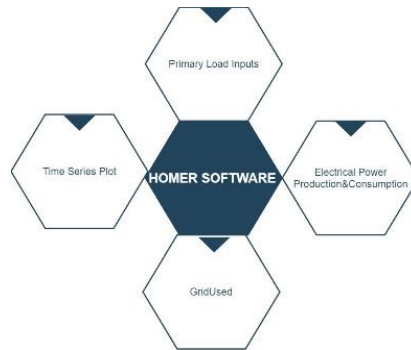 Primary Load Inputs
Time Series Plot
HOMER SOFTWARE
Electrical Power
Production&Consumption
GridUsed